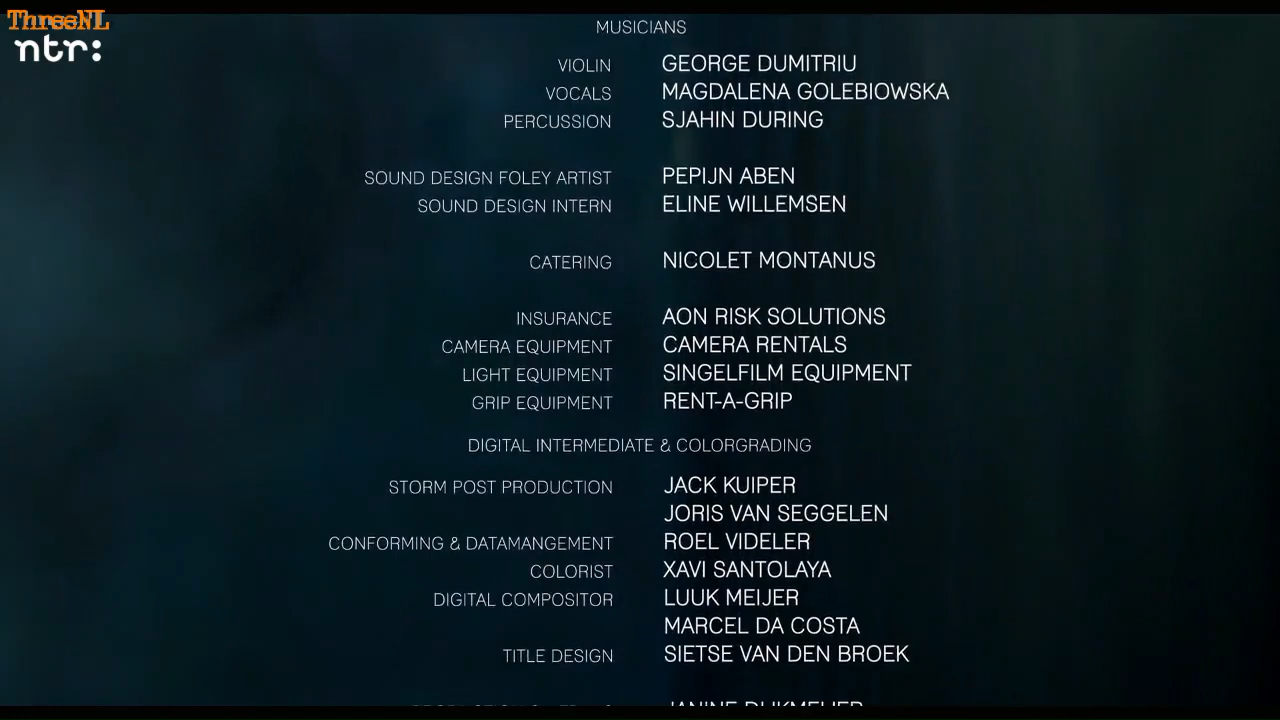 ThreeNL
ntr:
MUSICIANS
VIOLIN GEORGE DUMITRIU
VOCALS MAGDALENA GOLEBIOWSKA
PERCUSSION SJAHIN DURING
SOUND DESIGN FOLEY ARTIST PEPIJN ABEN
SOUND DESIGN INTERN ELINE WILLEMSEN
CATERING NICOLET MONTANUS
INSURANCE AON RISK SOLUTIONS
CAMERA EQUIPMENT CAMERA RENTALS
LIGHT EQUIPMENT SINGELFILM EQUIPMENT
GRIP EQUIPMENT RENT-A-GRIP
DIGITAL INTERMEDIATE & COLORGRADING
STORM POST PRODUCTION JACK KUIPER
JORIS VAN SEGGELEN
CONFORMING & DATAMANGEMENT ROEL VIDELER
COLORIST XAVI SANTOLAYA
DIGITAL COMPOSITOR LUUK MEIJER
MARCEL DA COSTA
TITLE DESIGN SIETSE VAN DEN BROEK